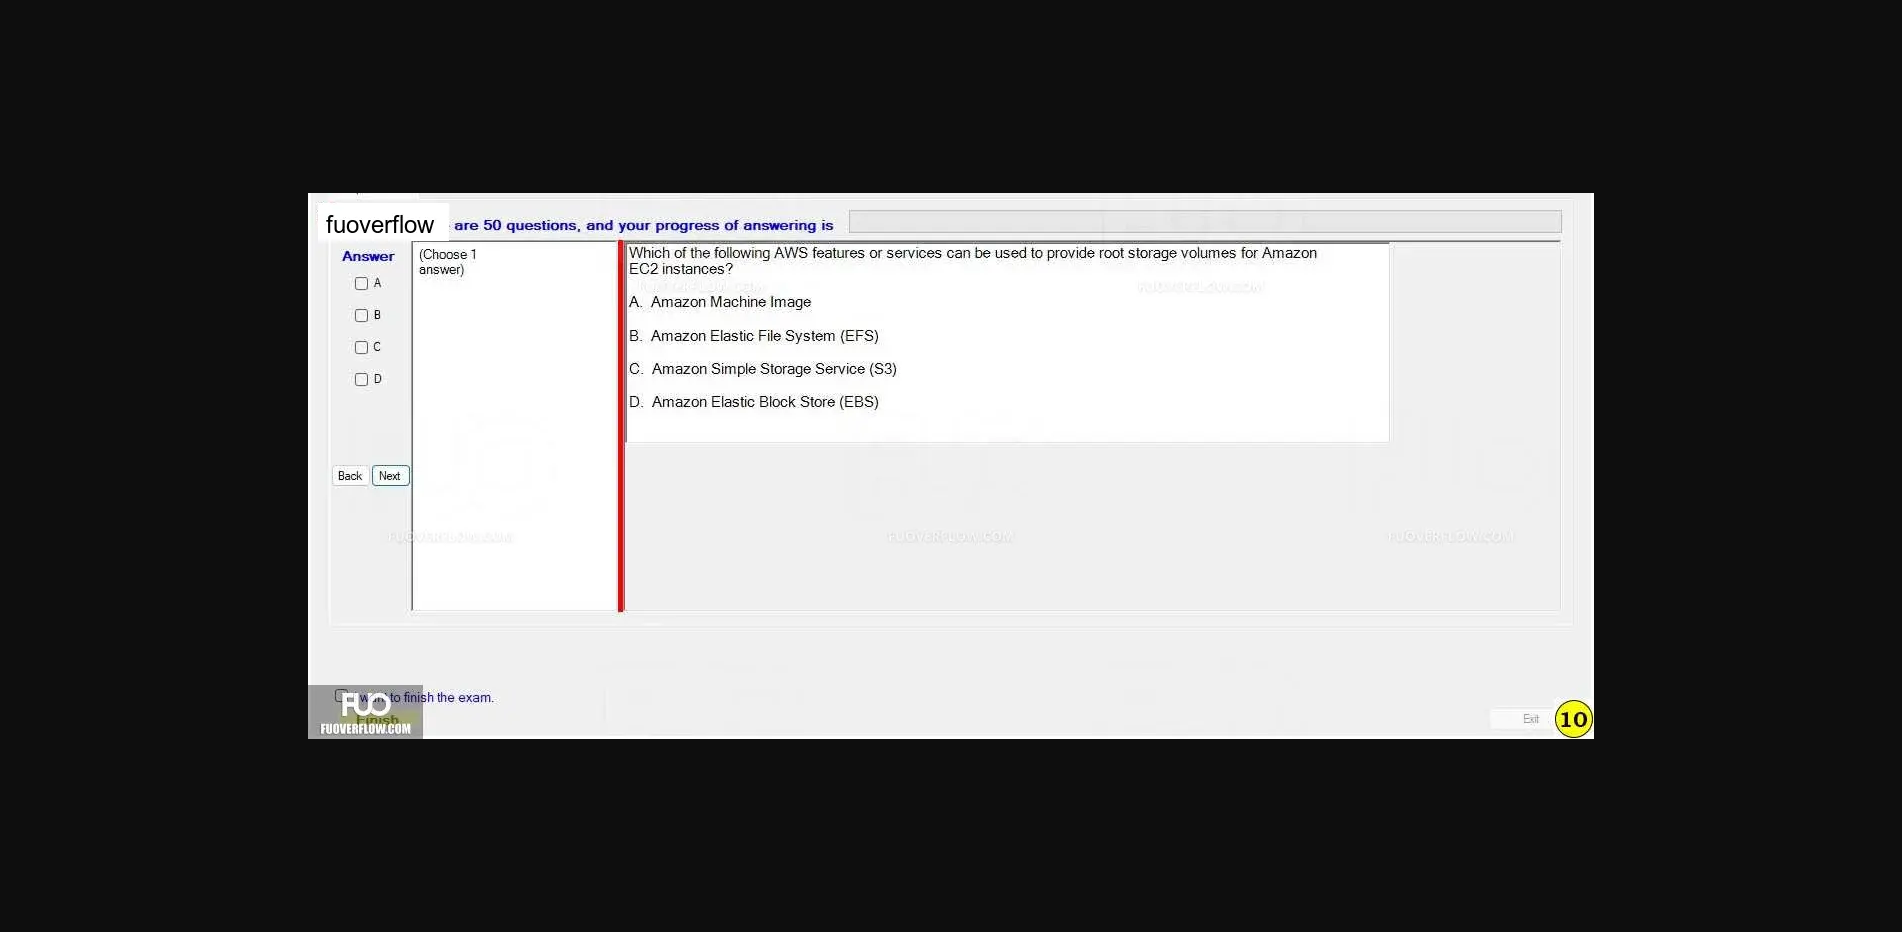 fuoverflow
are 50 questions, and your progress of answering is
Answer
(Choose 1
answer)
A
B
C
D
Back
Next
Which of the following AWS features or services can be used to provide root storage volumes for Amazon
EC2 instances?
A. Amazon Machine Image
B. Amazon Elastic File System (EFS)
C. Amazon Simple Storage Service (S3)
D. Amazon Elastic Block Store (EBS)
FUOVERFLOW.COM
FUOVERFLOW.COM
FUOVERFLOW.COM
FUOVERFLOW.COM
want to finish the exam.
Finish
FUO
FUOVERFLOW.COM
Exit
10